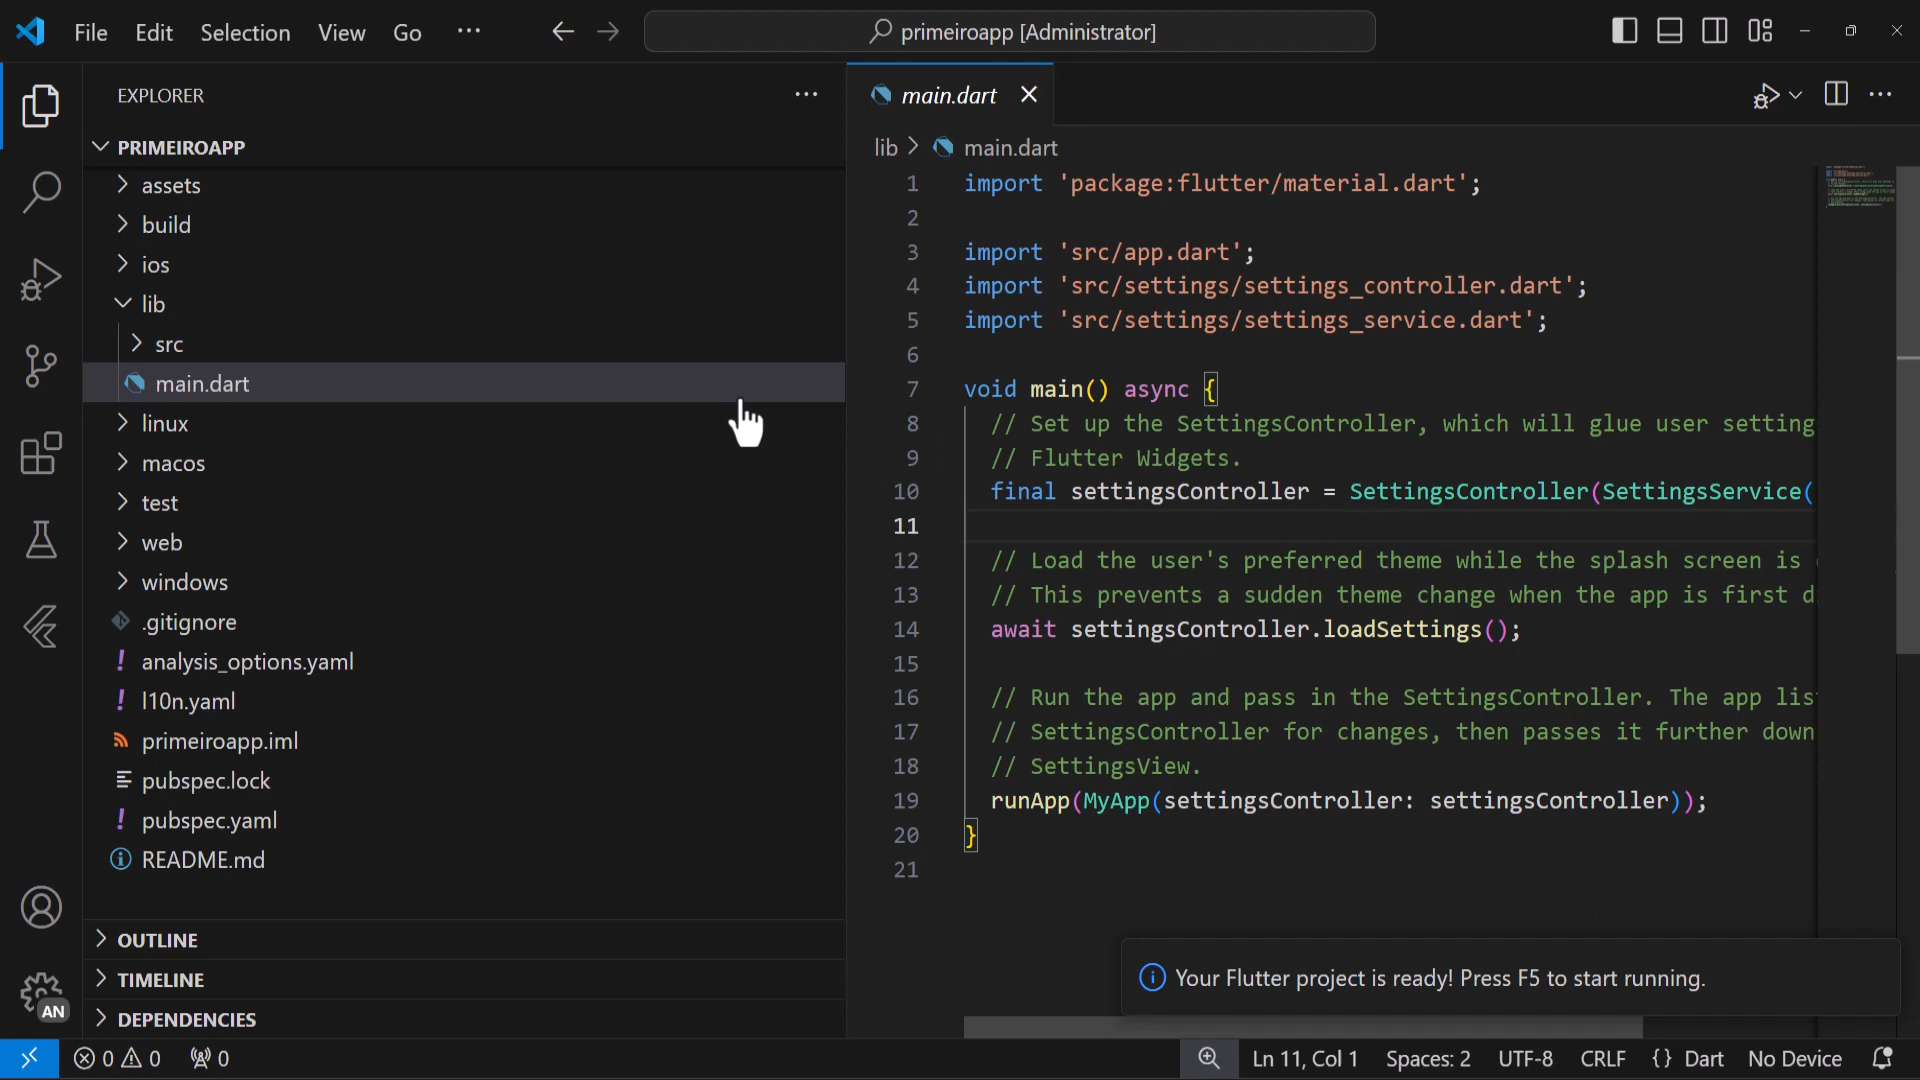 File Edit Selection View Go ··· primeiroapp [Administrator]
EXPLORER ···
PRIMEIROAPP
assets
build
ios
lib
src
main.dart
linux
macos
test
web
windows
.gitignore
analysis_options.yaml
l10n.yaml
primeiroapp.iml
pubspec.lock
pubspec.yaml
README.md
OUTLINE
TIMELINE
DEPENDENCIES
AN
main.dart
lib > main.dart
1 import 'package:flutter/material.dart';
2
3 import 'src/app.dart';
4 import 'src/settings/settings_controller.dart';
5 import 'src/settings/settings_service.dart';
6
7 void main() async {
8 // Set up the SettingsController, which will glue user setting
9 // Flutter Widgets.
10 final settingsController = SettingsController(SettingsService(
11
12 // Load the user's preferred theme while the splash screen is
13 // This prevents a sudden theme change when the app is first d
14 await settingsController.loadSettings();
15
16 // Run the app and pass in the SettingsController. The app lis
17 // SettingsController for changes, then passes it further down
18 // SettingsView.
19 runApp(MyApp(settingsController: settingsController));
20 }
21
Your Flutter project is ready! Press F5 to start running.
0 0 0 Ln 11, Col 1 Spaces: 2 UTF-8 CRLF {} Dart No Device